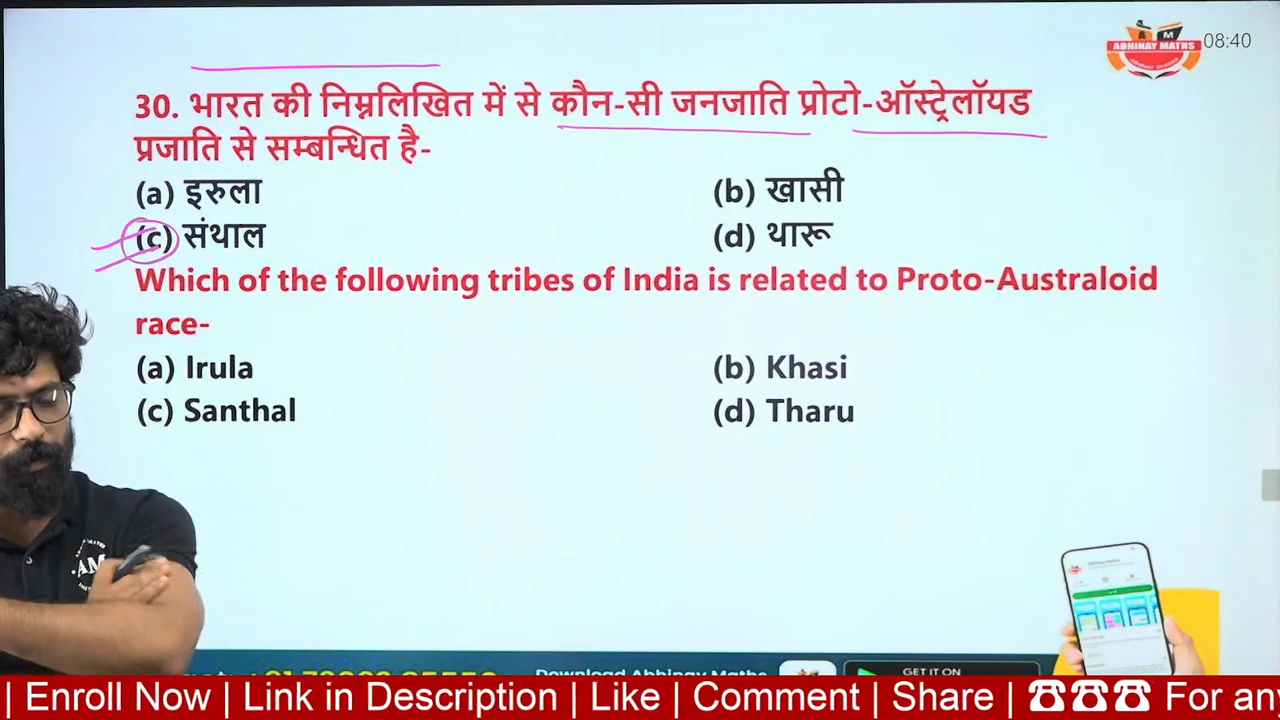 ABHINAY MATHS
08:40
30. भारत की निम्नलिखित में से कौन-सी जनजाति प्रोटो-ऑस्ट्रेलॉयड
प्रजाति से सम्बन्धित है-
(a) इरुला (b) खासी
(c) संथाल (d) थारू
Which of the following tribes of India is related to Proto-Australoid
race-
(a) Irula (b) Khasi
(c) Santhal (d) Tharu
AM
Download Abhinay Maths
GET IT ON
| Enroll Now | Link in Description | Like | Comment | Share | ☎☎☎ For any